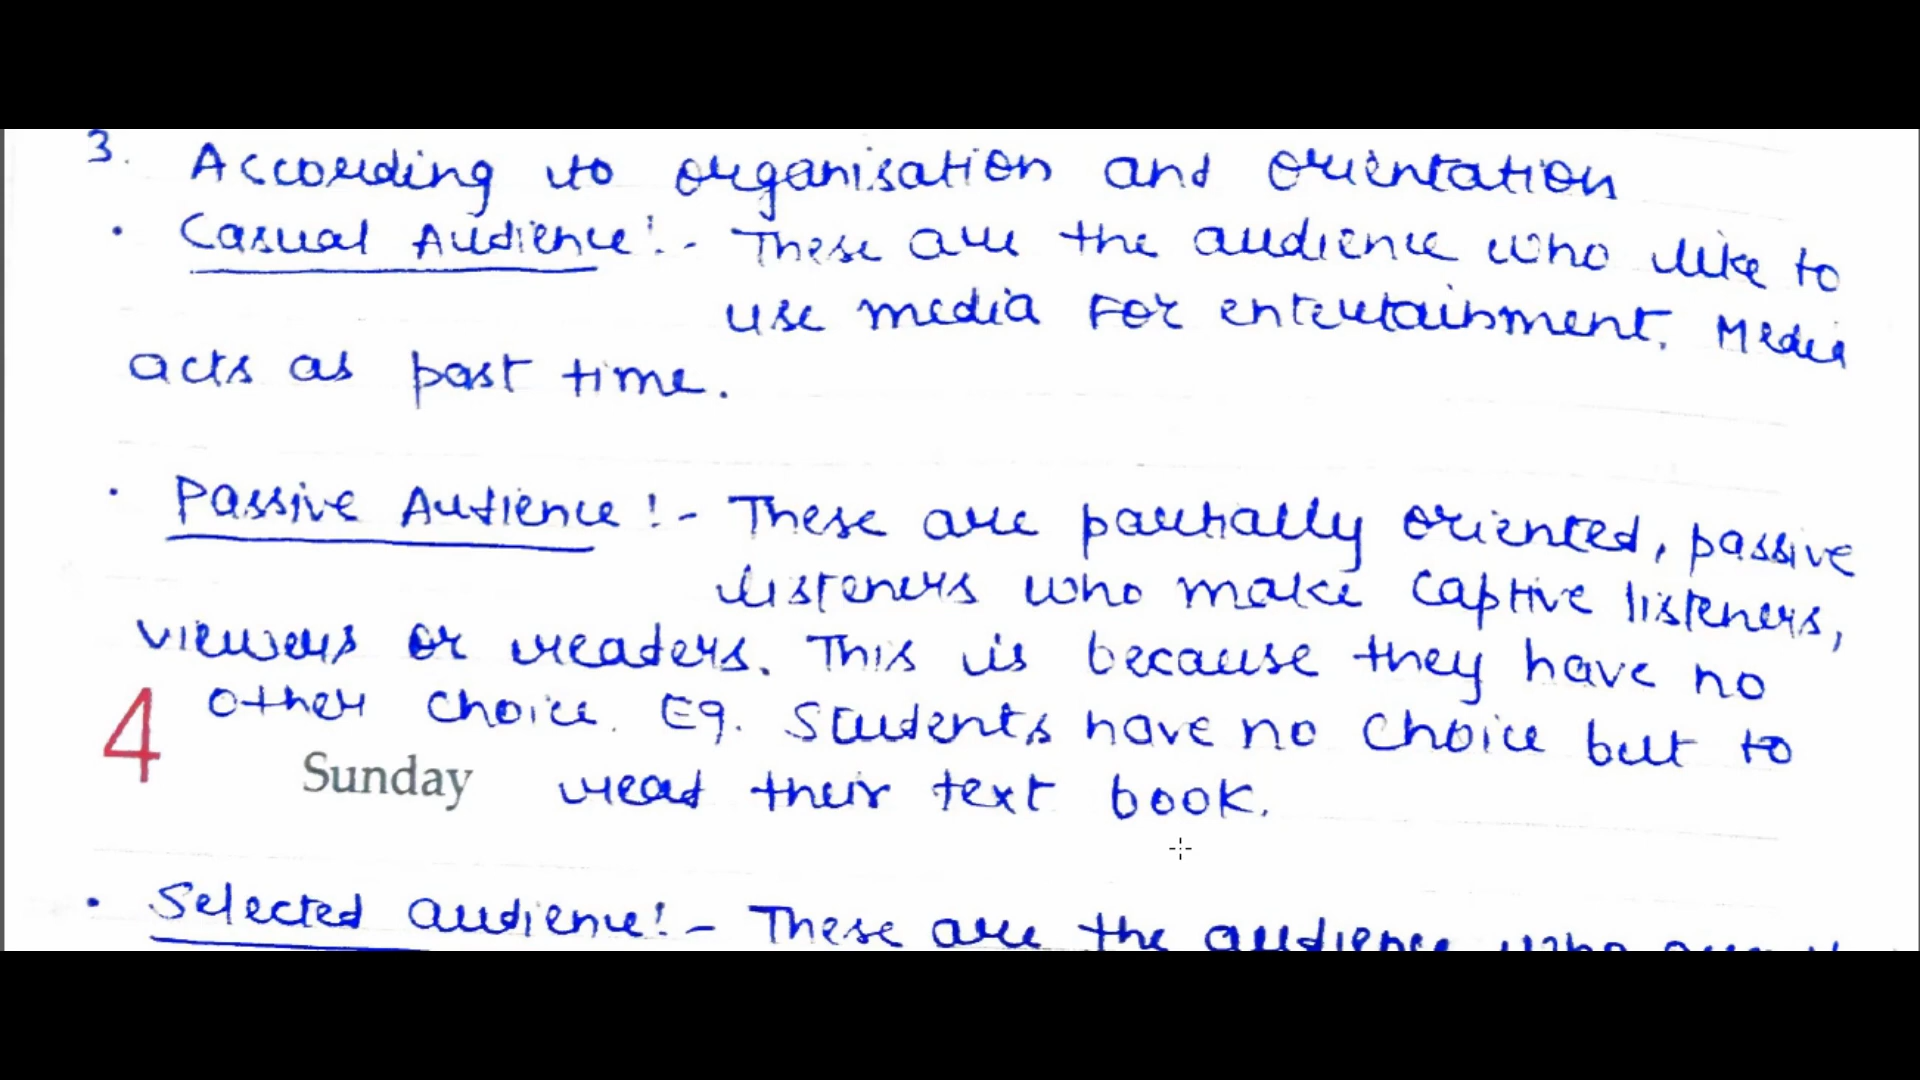 3. According to organisation and orientation
· Casual Audience :- These are the audience who like to
use media for entertainment. Media
acts as past time.
· Passive Audience :- These are partially oriented, passive
listeners who make captive listeners,
viewers or readers. This is because they have no
other choice. Eg. Students have no choice but to
4 Sunday read their text book.
· Selected audience :- These are the audience who